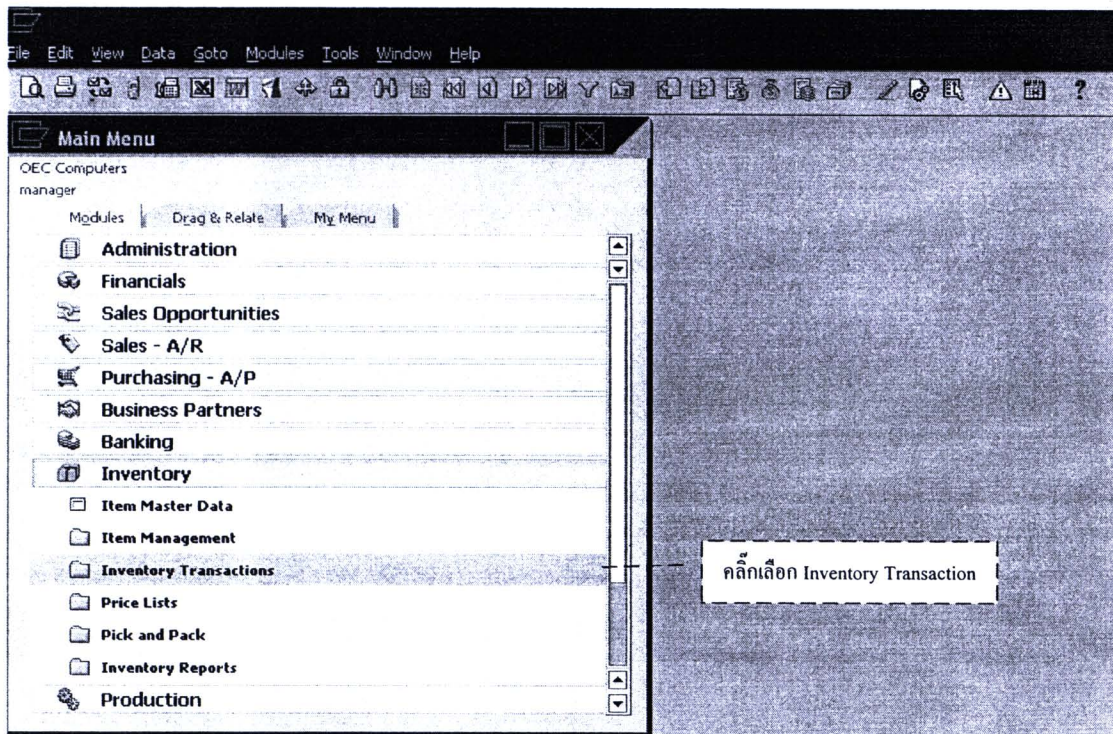 File Edit View Data Goto Modules Tools Window Help
Main Menu
OEC Computers
manager
Modules Drag & Relate My Menu
Administration
Financials
Sales Opportunities
Sales - A/R
Purchasing - A/P
Business Partners
Banking
Inventory
Item Master Data
Item Management
Inventory Transactions
คลิ๊กเลือก Inventory Transaction
Price Lists
Pick and Pack
Inventory Reports
Production